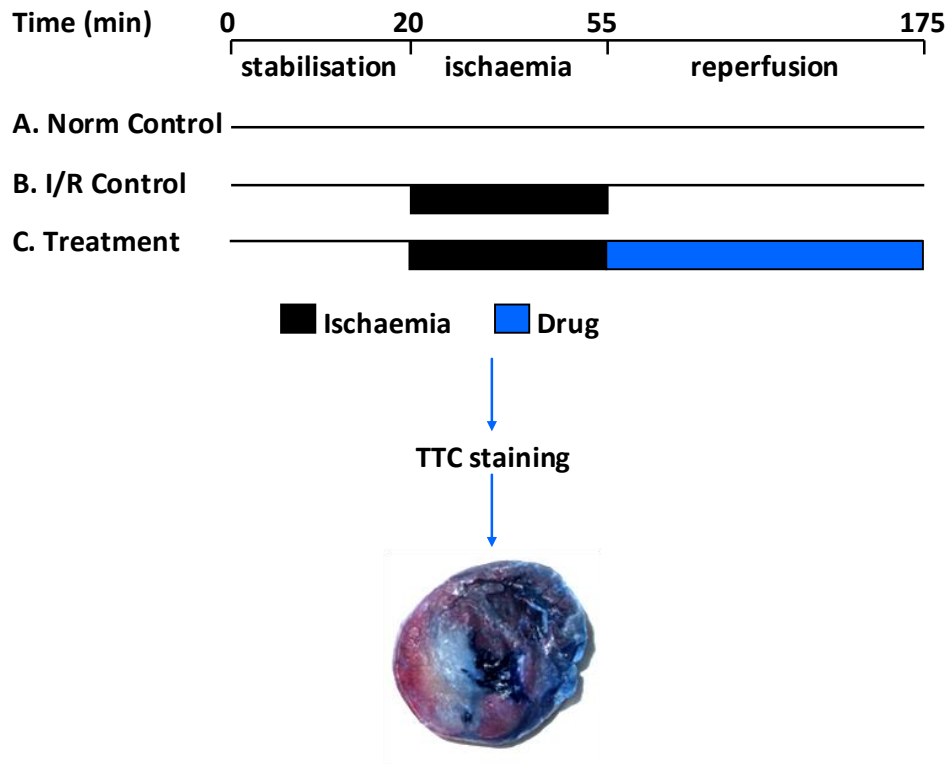 Time (min) 0 20 55 175
stabilisation ischaemia reperfusion
A. Norm Control
B. I/R Control
C. Treatment
Ischaemia Drug
TTC staining